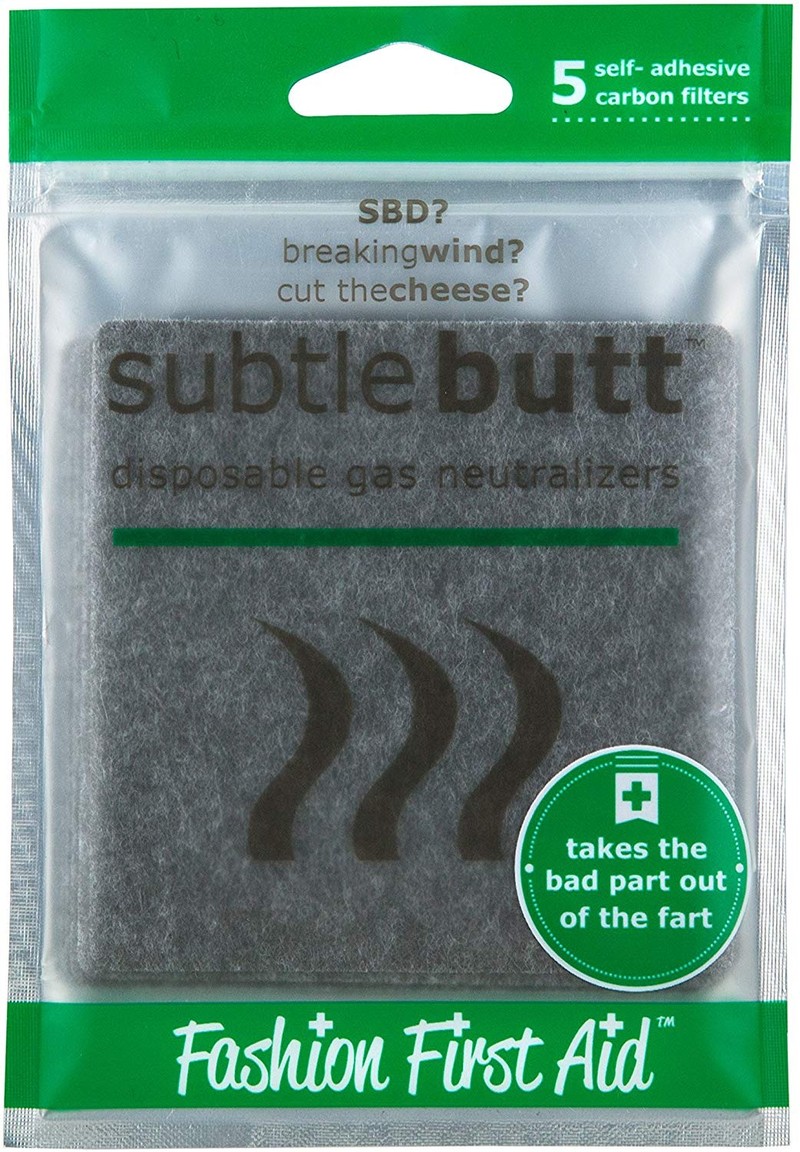 5 self- adhesive
carbon filters
SBD?
breakingwind?
cut thecheese?
subtlebutt™
disposable gas neutralizers
takes the
bad part out
of the fart
Fashion First Aid™